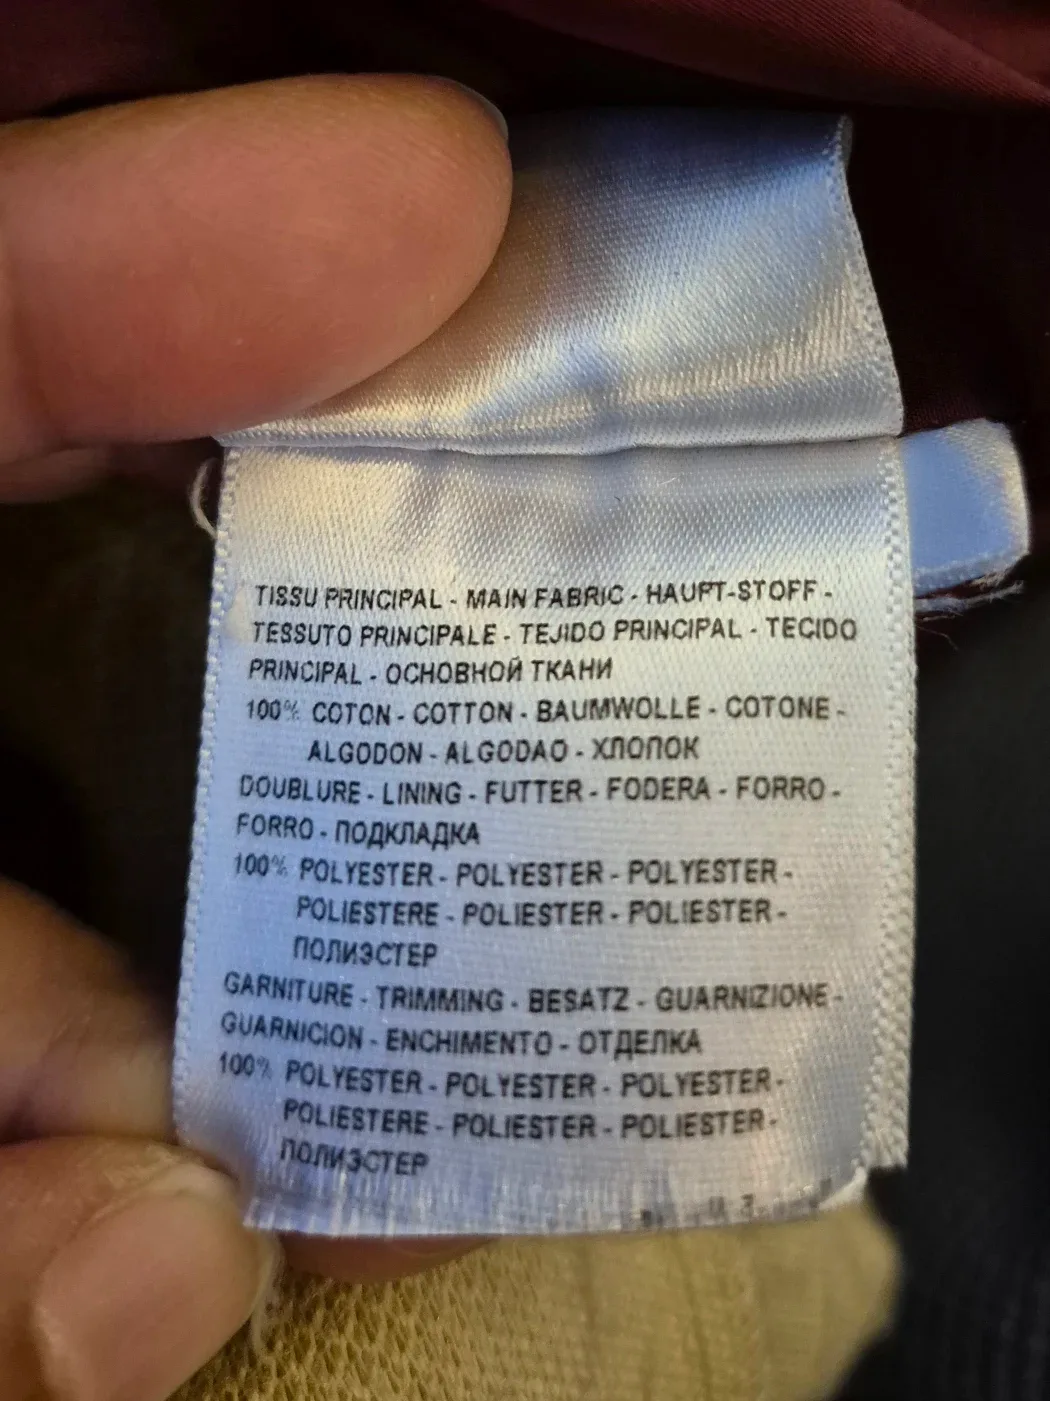 TISSU PRINCIPAL - MAIN FABRIC - HAUPT-STOFF -
TESSUTO PRINCIPALE - TEJIDO PRINCIPAL - TECIDO
PRINCIPAL - ОСНОВНОЙ ТКАНИ
100% COTON - COTTON - BAUMWOLLE - COTONE -
ALGODON - ALGODAO - ХЛОПОК
DOUBLURE - LINING - FUTTER - FODERA - FORRO -
FORRO - ПОДКЛАДКА
100% POLYESTER - POLYESTER - POLYESTER -
POLIESTERE - POLIESTER - POLIESTER -
ПОЛИЭСТЕР
GARNITURE - TRIMMING - BESATZ - GUARNIZIONE -
GUARNICION - ENCHIMENTO - ОТДЕЛКА
100% POLYESTER - POLYESTER - POLYESTER -
POLIESTERE - POLIESTER - POLIESTER -
ПОЛИЭСТЕР